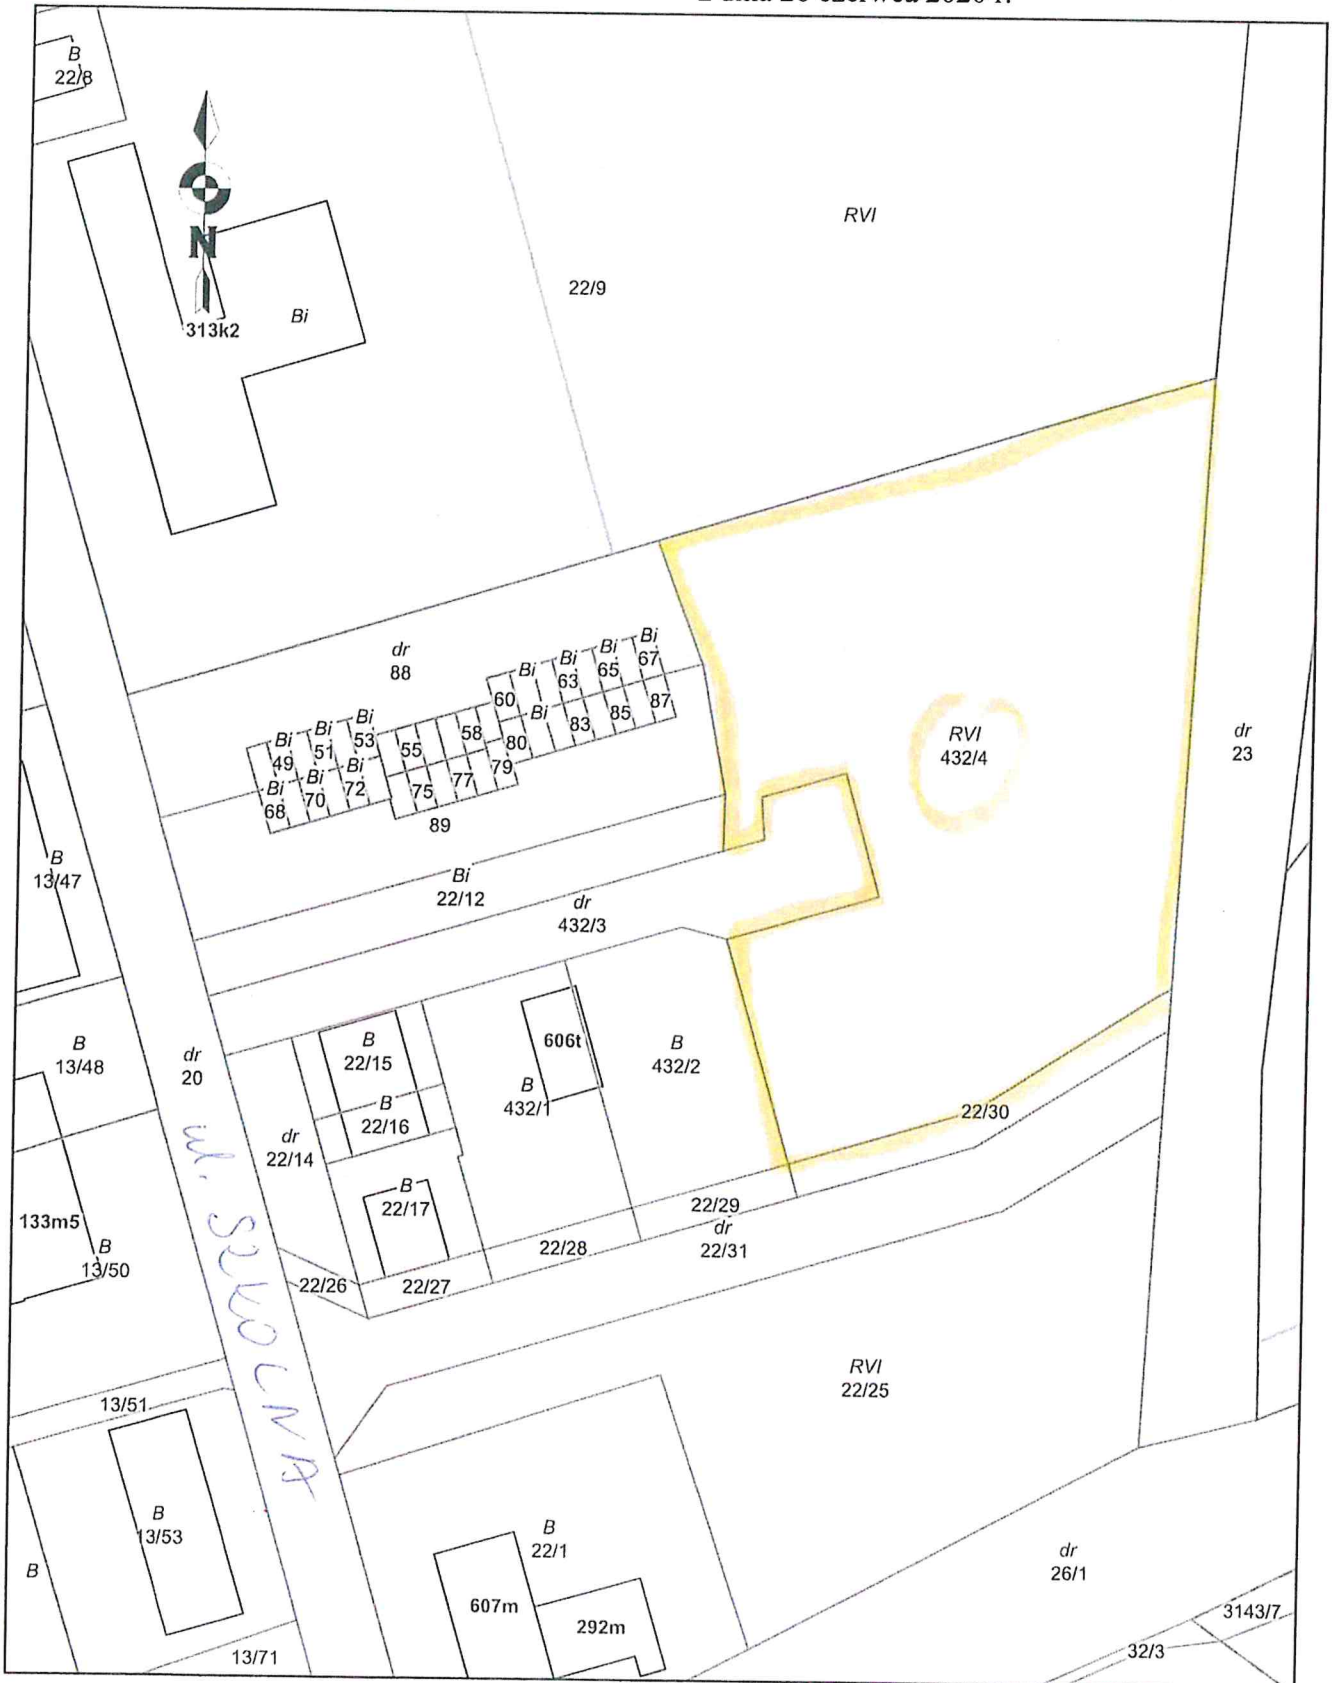 B
22/8
N
313k2
Bi
RVI
22/9
dr
88
Bi
67
Bi
65
Bi
63
Bi
60
87
85
83
Bi
80
Bi
53
Bi
51
Bi
49
58
55
79
77
75
Bi
72
Bi
70
Bi
68
89
RVI
432/4
dr
23
B
13/47
Bi
22/12
dr
432/3
B
13/48
dr
20
B
22/15
606t
B
432/2
B
22/16
B
432/1
22/30
dr
22/14
ul. SZKOLNA
B
22/17
22/29
dr
22/31
133m5
B
13/50
22/28
22/26
22/27
RVI
22/25
13/51
B
13/53
B
B
22/1
dr
26/1
607m
292m
3143/7
32/3
13/71